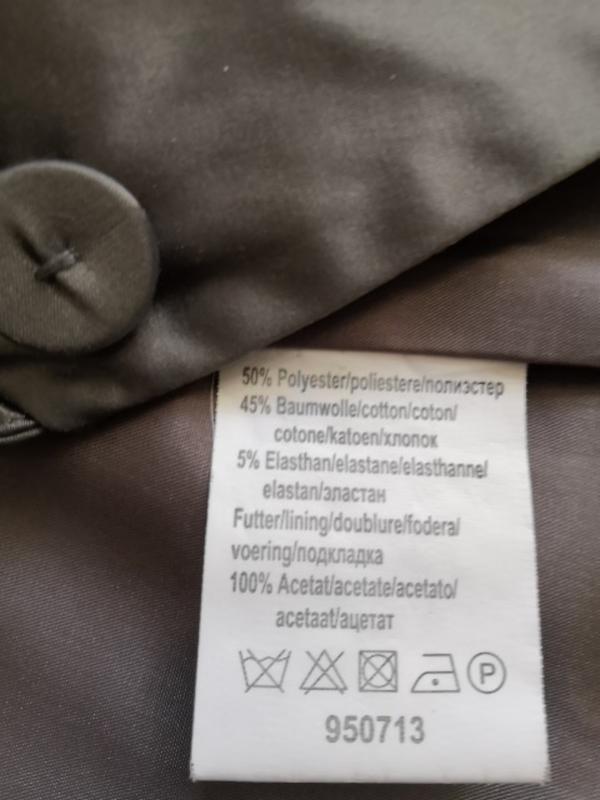 50% Polyester/poliestere/полиэстер
45% Baumwolle/cotton/coton/
cotone/katoen/хлопок
5% Elasthan/elastane/elasthanne/
elastan/эластан
Futter/lining/doublure/fodera/
voering/подкладка
100% Acetat/acetate/acetato/
acetaat/ацетат
P
950713